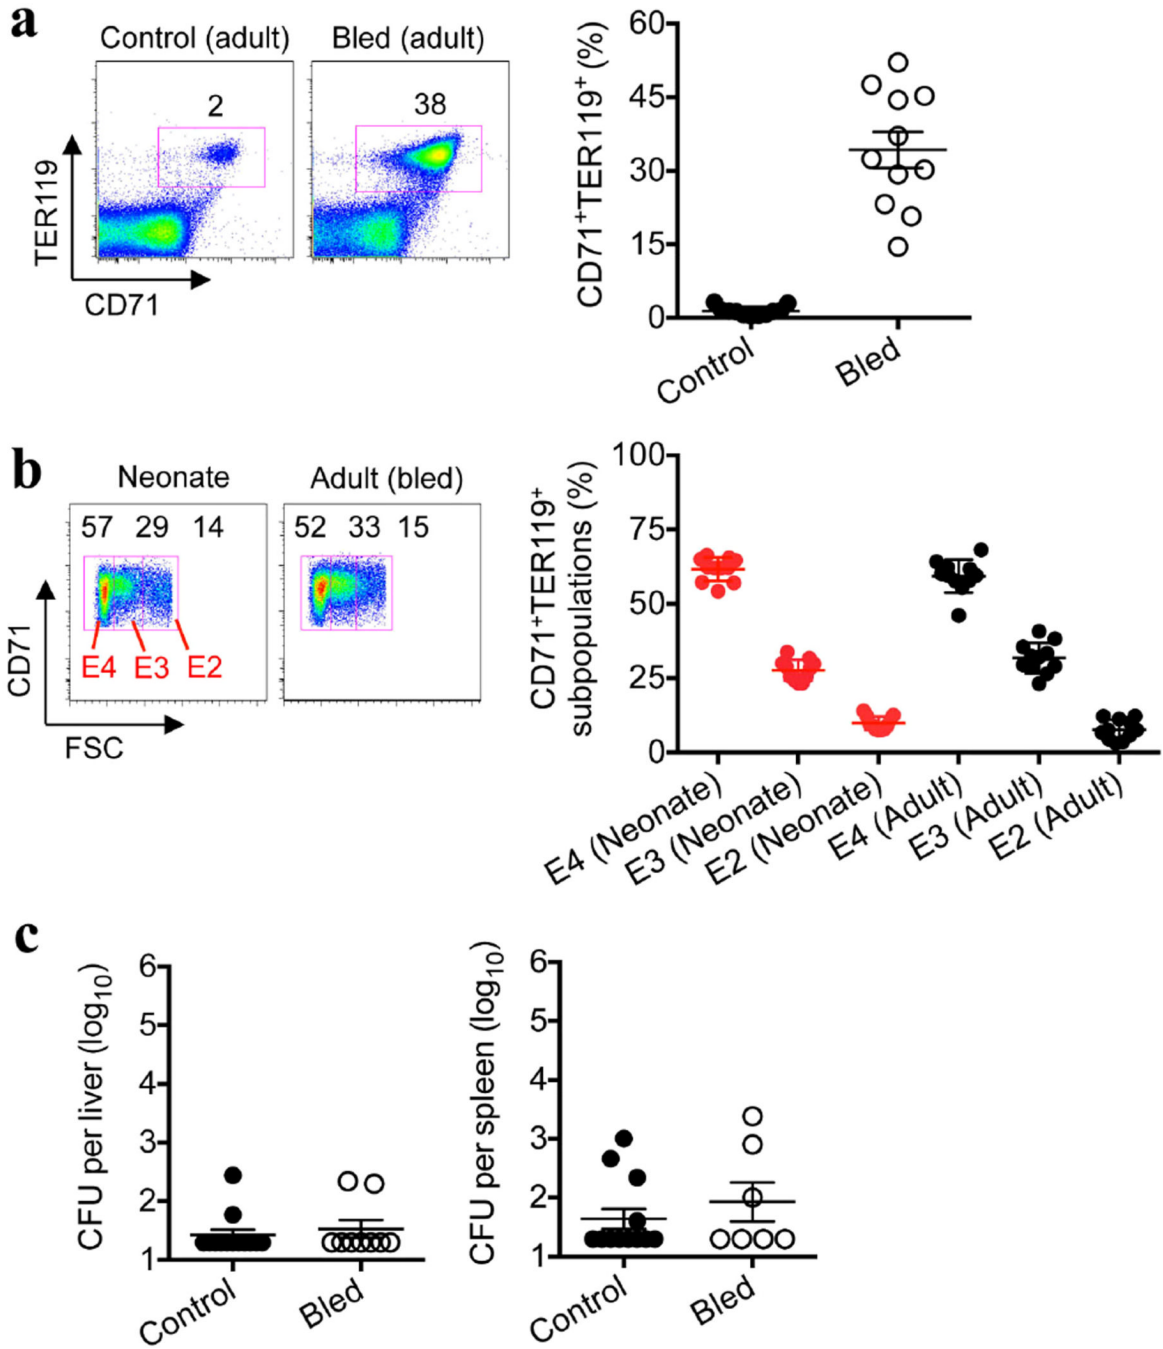 a
Control (adult)
Bled (adult)
2
38
TER119
CD71
CD71+TER119+ (%)
60
45
30
15
0
Control
Bled
b
Neonate
Adult (bled)
57 29 14
52 33 15
E4 E3 E2
CD71
FSC
CD71+TER119+
subpopulations (%)
100
75
50
25
0
E4 (Neonate)
E3 (Neonate)
E2 (Neonate)
E4 (Adult)
E3 (Adult)
E2 (Adult)
c
CFU per liver (log10)
6
5
4
3
2
1
Control
Bled
CFU per spleen (log10)
6
5
4
3
2
1
Control
Bled